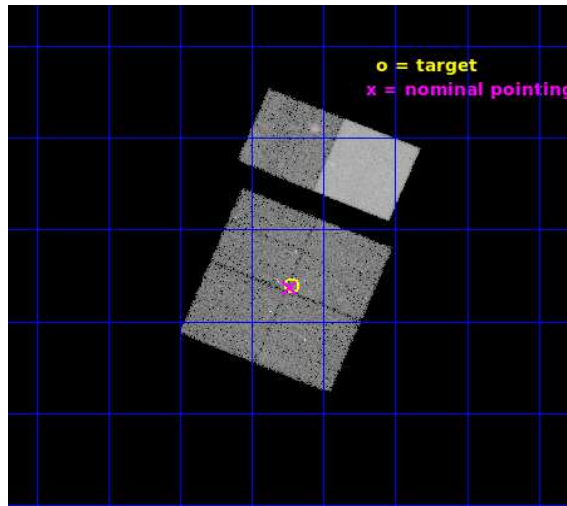 o = target
x = nominal pointing